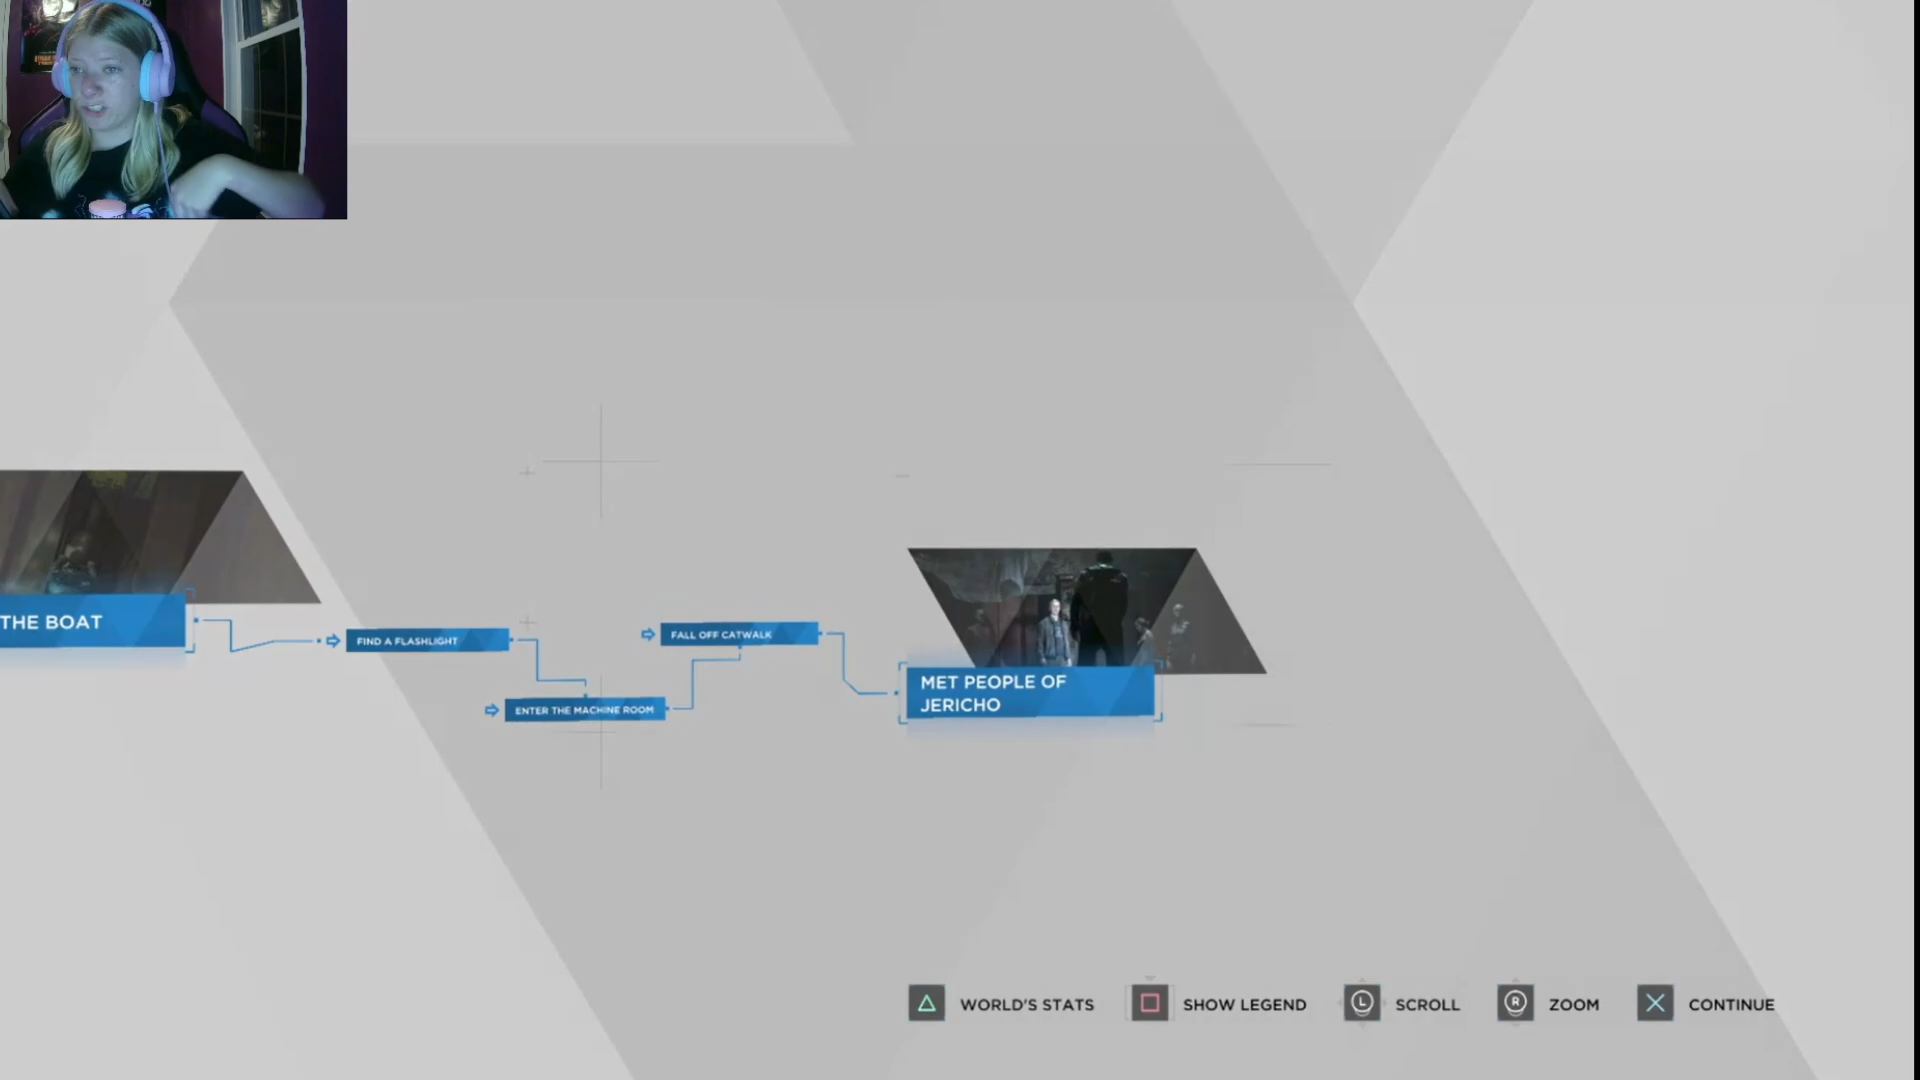 THE BOAT
FIND A FLASHLIGHT
FALL OFF CATWALK
ENTER THE MACHINE ROOM
MET PEOPLE OF
JERICHO
WORLD'S STATS
SHOW LEGEND
L
SCROLL
R
ZOOM
CONTINUE